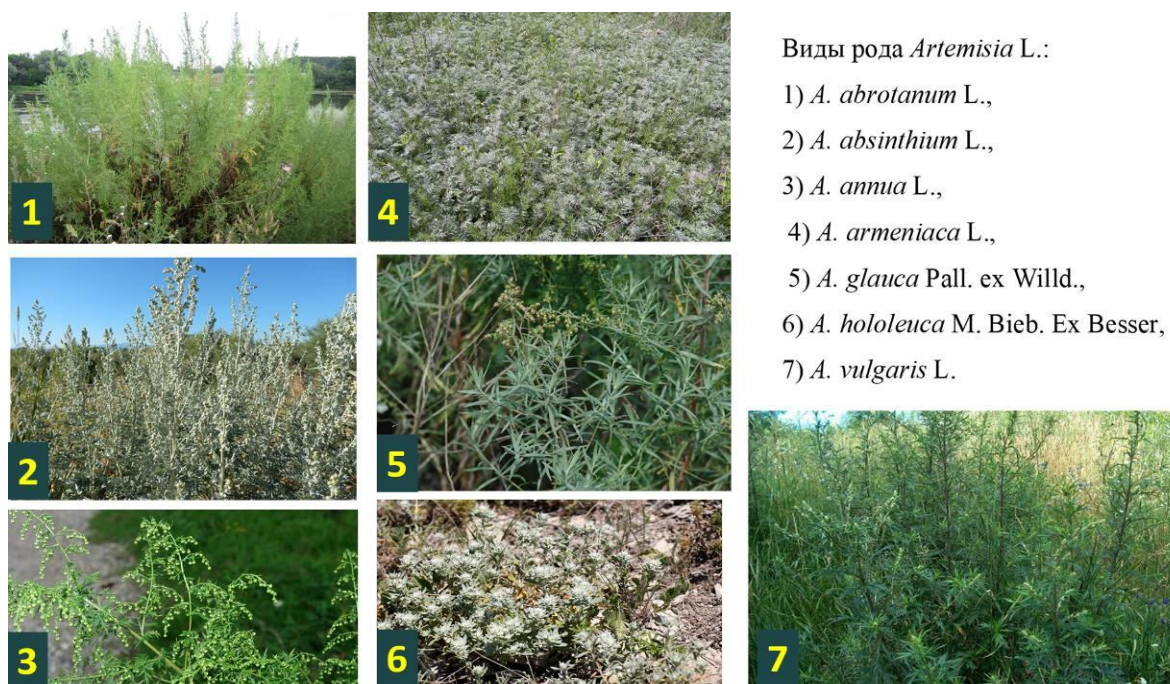 Виды рода Artemisia L.:
1) A. abrotanum L.,
2) A. absinthium L.,
3) A. annua L.,
4) A. armeniaca L.,
5) A. glauca Pall. ex Willd.,
6) A. hololeuca M. Bieb. Ex Besser,
7) A. vulgaris L.
1
4
2
5
3
6
7